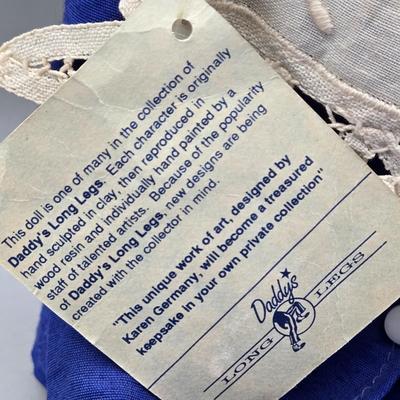 This doll is one of many in the collection of
Daddy's Long Legs. Each character is originally
hand sculpted in clay, then reproduced in
wood resin and individually hand painted by a
staff of talented artists. Because of the popularity
of Daddy's Long Legs, new designs are being
created with the collector in mind.
"This unique work of art, designed by
Karen Germany, will become a treasured
keepsake in your own private collection"
Daddys
LONG LEGS